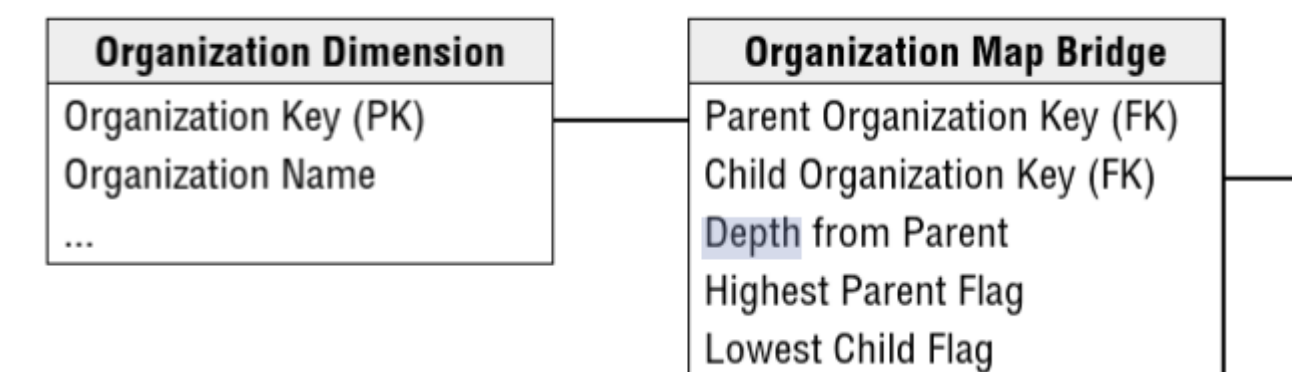 Organization Dimension
Organization Key (PK)
Organization Name
...
Organization Map Bridge
Parent Organization Key (FK)
Child Organization Key (FK)
Depth from Parent
Highest Parent Flag
Lowest Child Flag